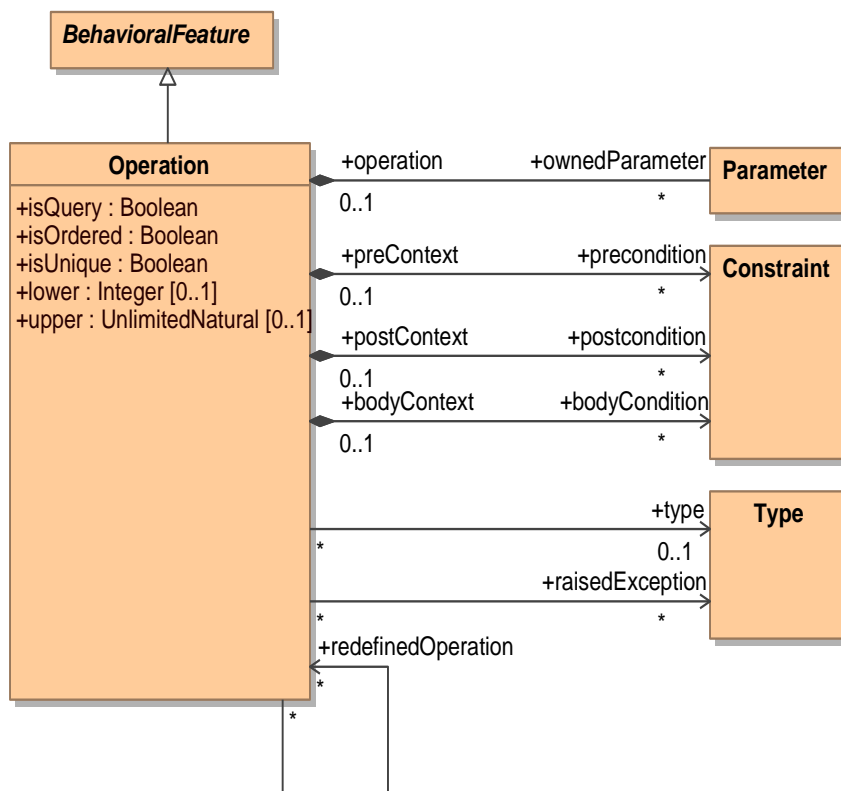 BehavioralFeature
Operation
+isQuery : Boolean
+isOrdered : Boolean
+isUnique : Boolean
+lower : Integer [0..1]
+upper : UnlimitedNatural [0..1]
+operation +ownedParameter
0..1 *
Parameter
+preContext +precondition
0..1 *
Constraint
+postContext +postcondition
0..1 *
+bodyContext +bodyCondition
0..1 *
+type
* 0..1
Type
+raisedException
* *
+redefinedOperation
*
*